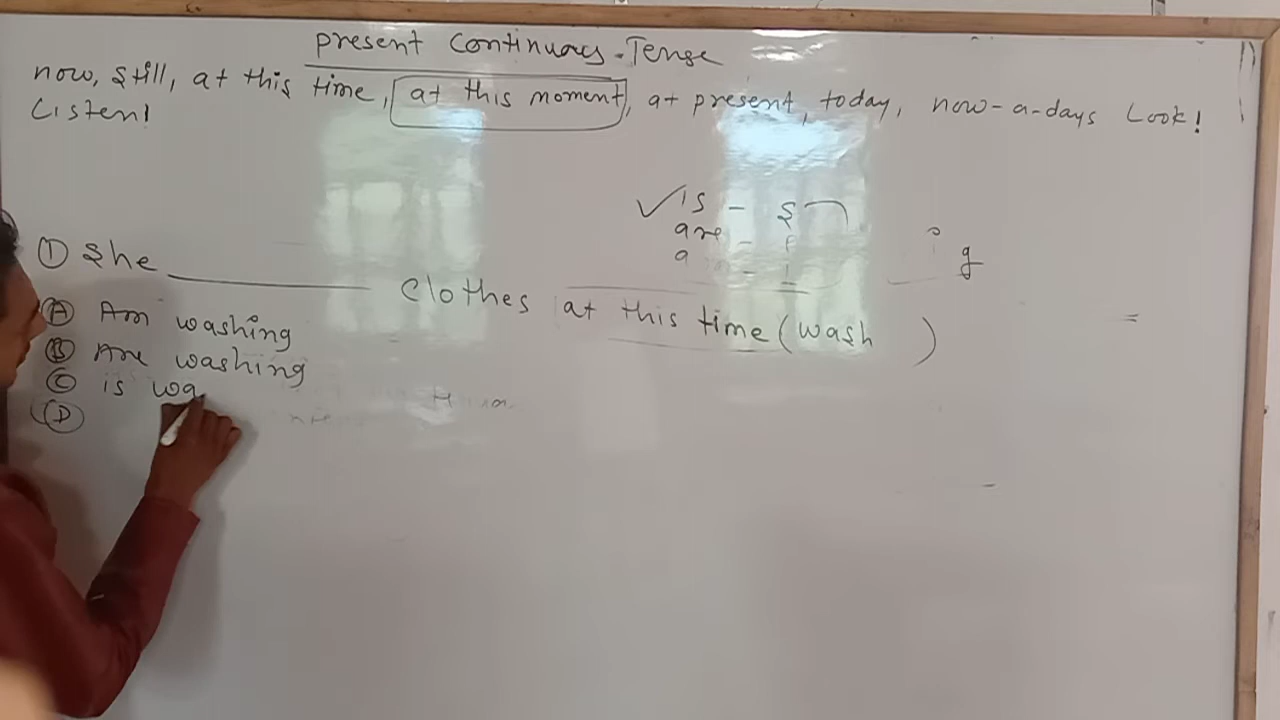 present continuous Tense
now, still, at this time, at this moment, at present, today, now-a-days Look!
Listen!
✓ is - S
are -
a -
g
① She ________ clothes at this time (wash )
Ⓐ Am washing
Ⓑ Are washing
Ⓒ is wa
Ⓓ